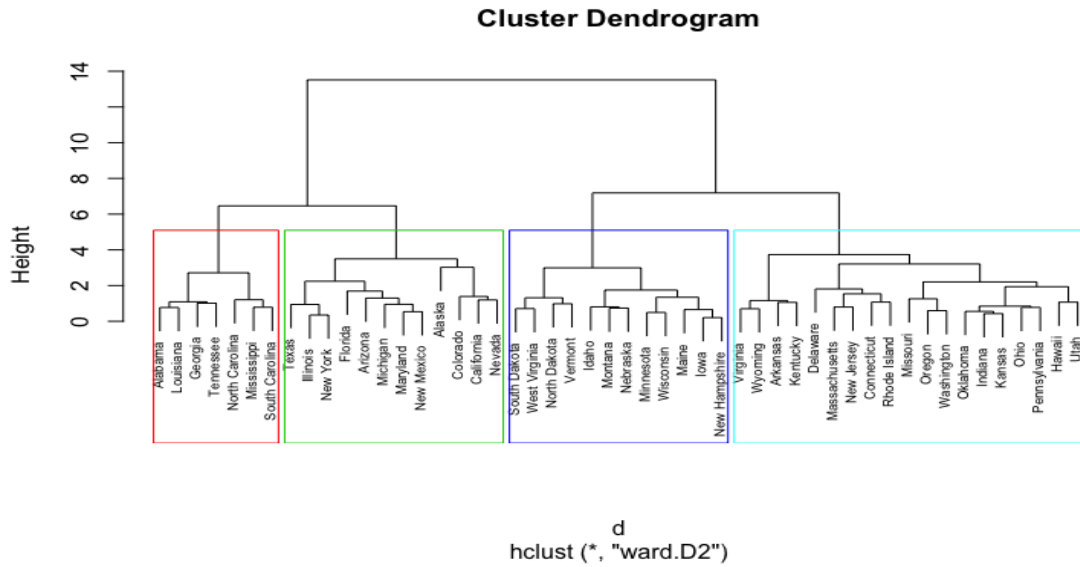 Cluster Dendrogram
Height
14
10
8
6
4
2
0
Alabama
Louisiana
Georgia
Tennessee
North Carolina
Mississippi
South Carolina
Texas
Illinois
New York
Florida
Arizona
Michigan
Maryland
New Mexico
Alaska
Colorado
California
Nevada
South Dakota
West Virginia
North Dakota
Vermont
Idaho
Montana
Nebraska
Minnesota
Wisconsin
Maine
Iowa
New Hampshire
Virginia
Wyoming
Arkansas
Kentucky
Delaware
Massachusetts
New Jersey
Connecticut
Rhode Island
Missouri
Oregon
Washington
Oklahoma
Indiana
Kansas
Ohio
Pennsylvania
Hawaii
Utah
d
hclust (*, "ward.D2")